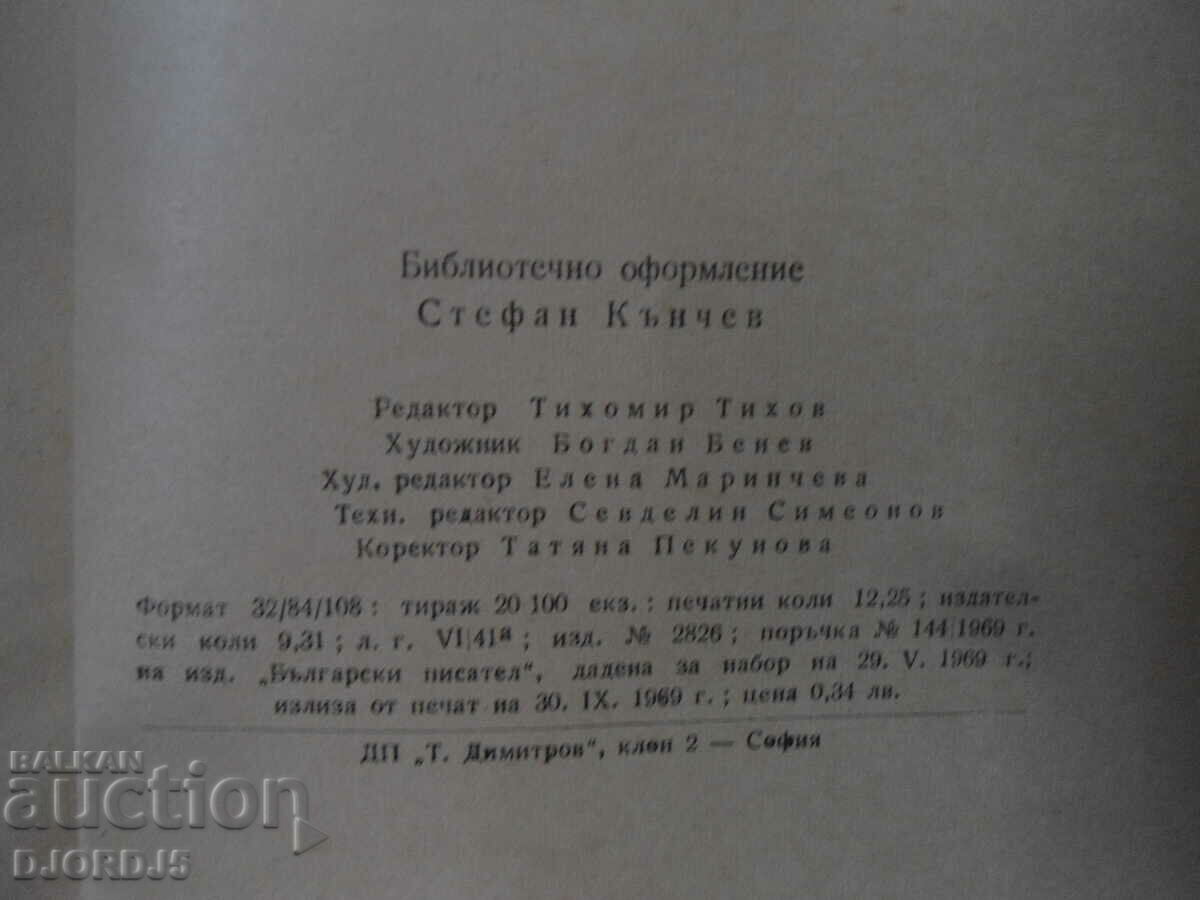 Библиотечно оформление
Стефан Кънчев
Редактор Тихомир Тихов
Художник Богдан Бенев
Худ. редактор Елена Маринчева
Техн. редактор Севделин Симеонов
Коректор Татяна Пекунова
Формат 32/84/108: тираж 20 100 екз.: печатни коли 12,25; издател-
ски коли 9,31; л. г. VI|41а; изд. № 2826; поръчка № 144|1969 г.
на изд. „Български писател“, дадена за набор на 29. V. 1969 г.;
излиза от печат на 30. IX. 1969 г.; цена 0,34 лв.
ДП „Т. Димитров“, клон 2 — София
BALKAN
auction
DJORDJ5